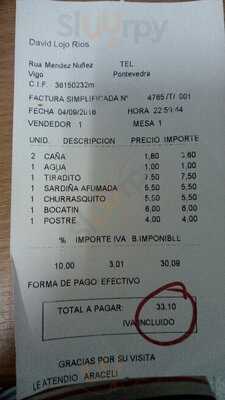 Sluurpy
David Lojo Rios
Rua Mendez Nuñez TEL
Vigo Pontevedra
C.I.F. 36150232m
FACTURA SIMPLIFICADA Nº 4765/T/ 001
FECHA 04/09/2016 HORA 22:59:44
VENDEDOR 1 MESA 1
UNID. DESCRIPCION PRECIO IMPORTE
2 CAÑA 1,80 3,60
1 AGUA 1,00 1,00
1 TIRADITO 7,50 7,50
1 SARDIÑA AFUMADA 5,50 5,50
1 CHURRASQUITO 5,50 5,50
1 BOCATIN 6,00 6,00
1 POSTRE 4,00 4,00
% IMPORTE IVA B.IMPONIBLE
10,00 3,01 30,09
FORMA DE PAGO: EFECTIVO
TOTAL A PAGAR: 33,10
IVA INCLUIDO
GRACIAS POR SU VISITA
LE ATENDIO ARACELI